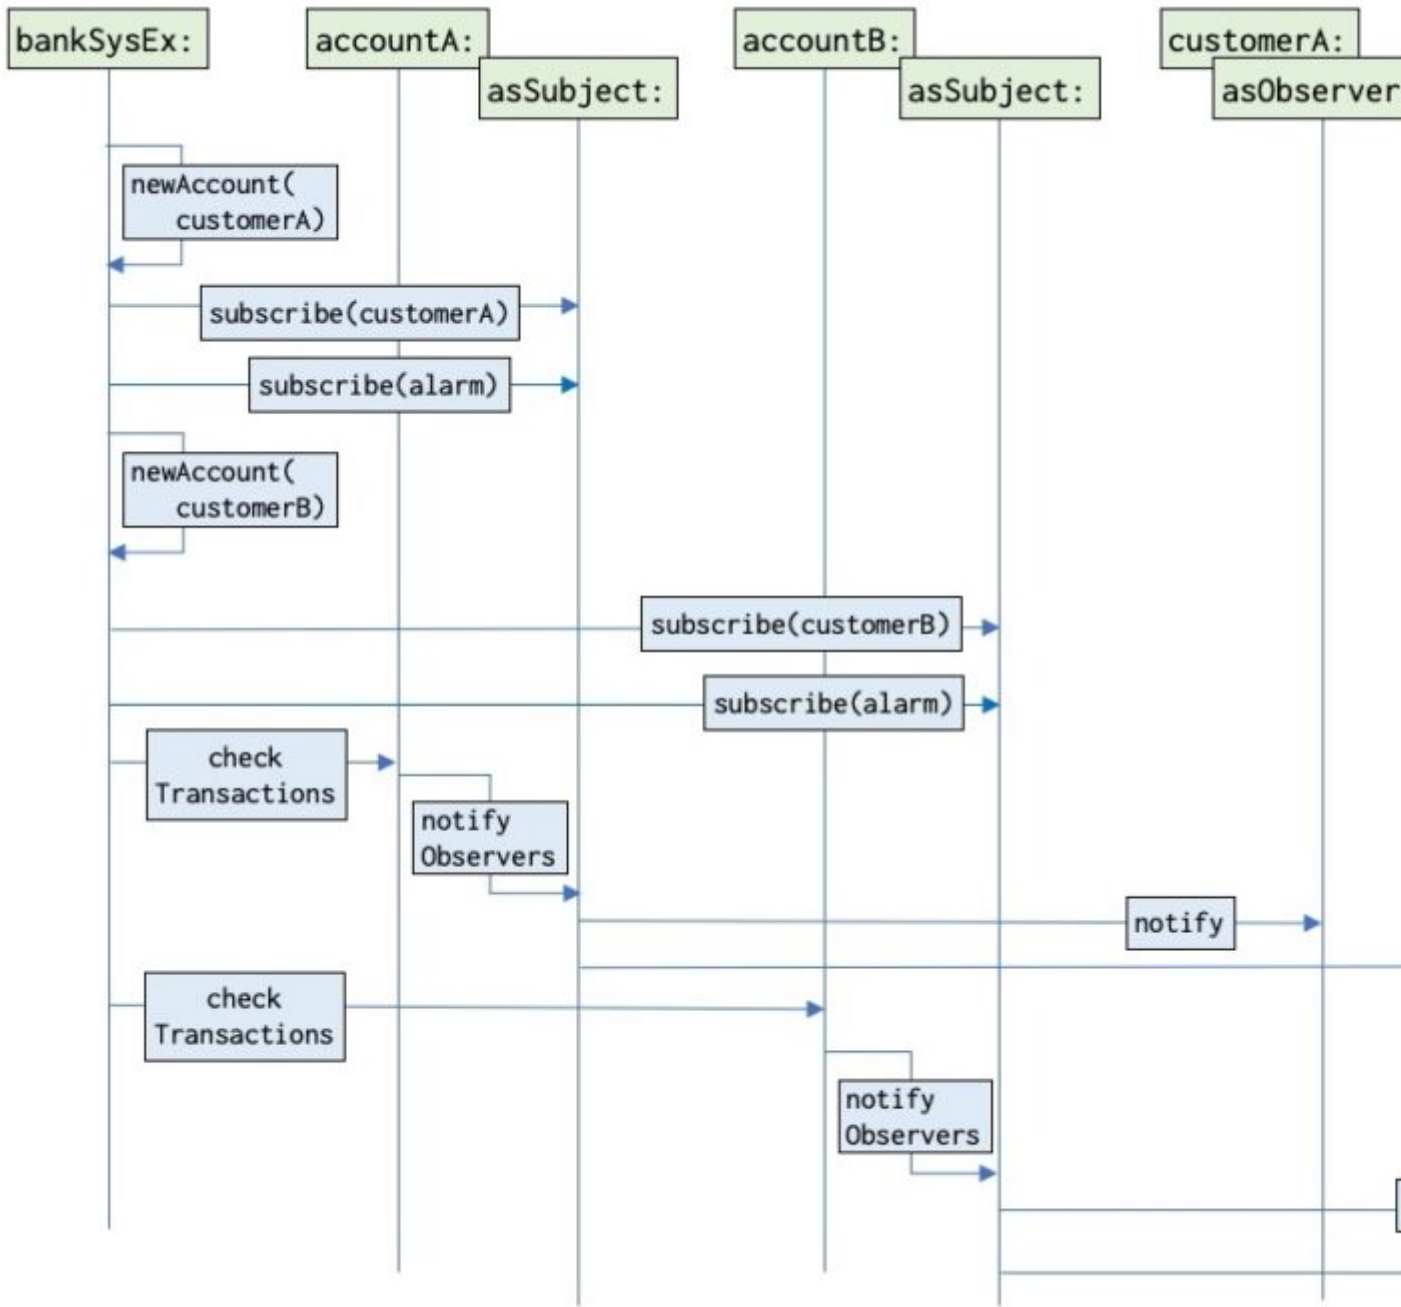 bankSysEx:
accountA:
asSubject:
accountB:
asSubject:
customerA:
asObserver
newAccount(
customerA)
subscribe(customerA)
subscribe(alarm)
newAccount(
customerB)
subscribe(customerB)
subscribe(alarm)
check
Transactions
notify
Observers
notify
check
Transactions
notify
Observers